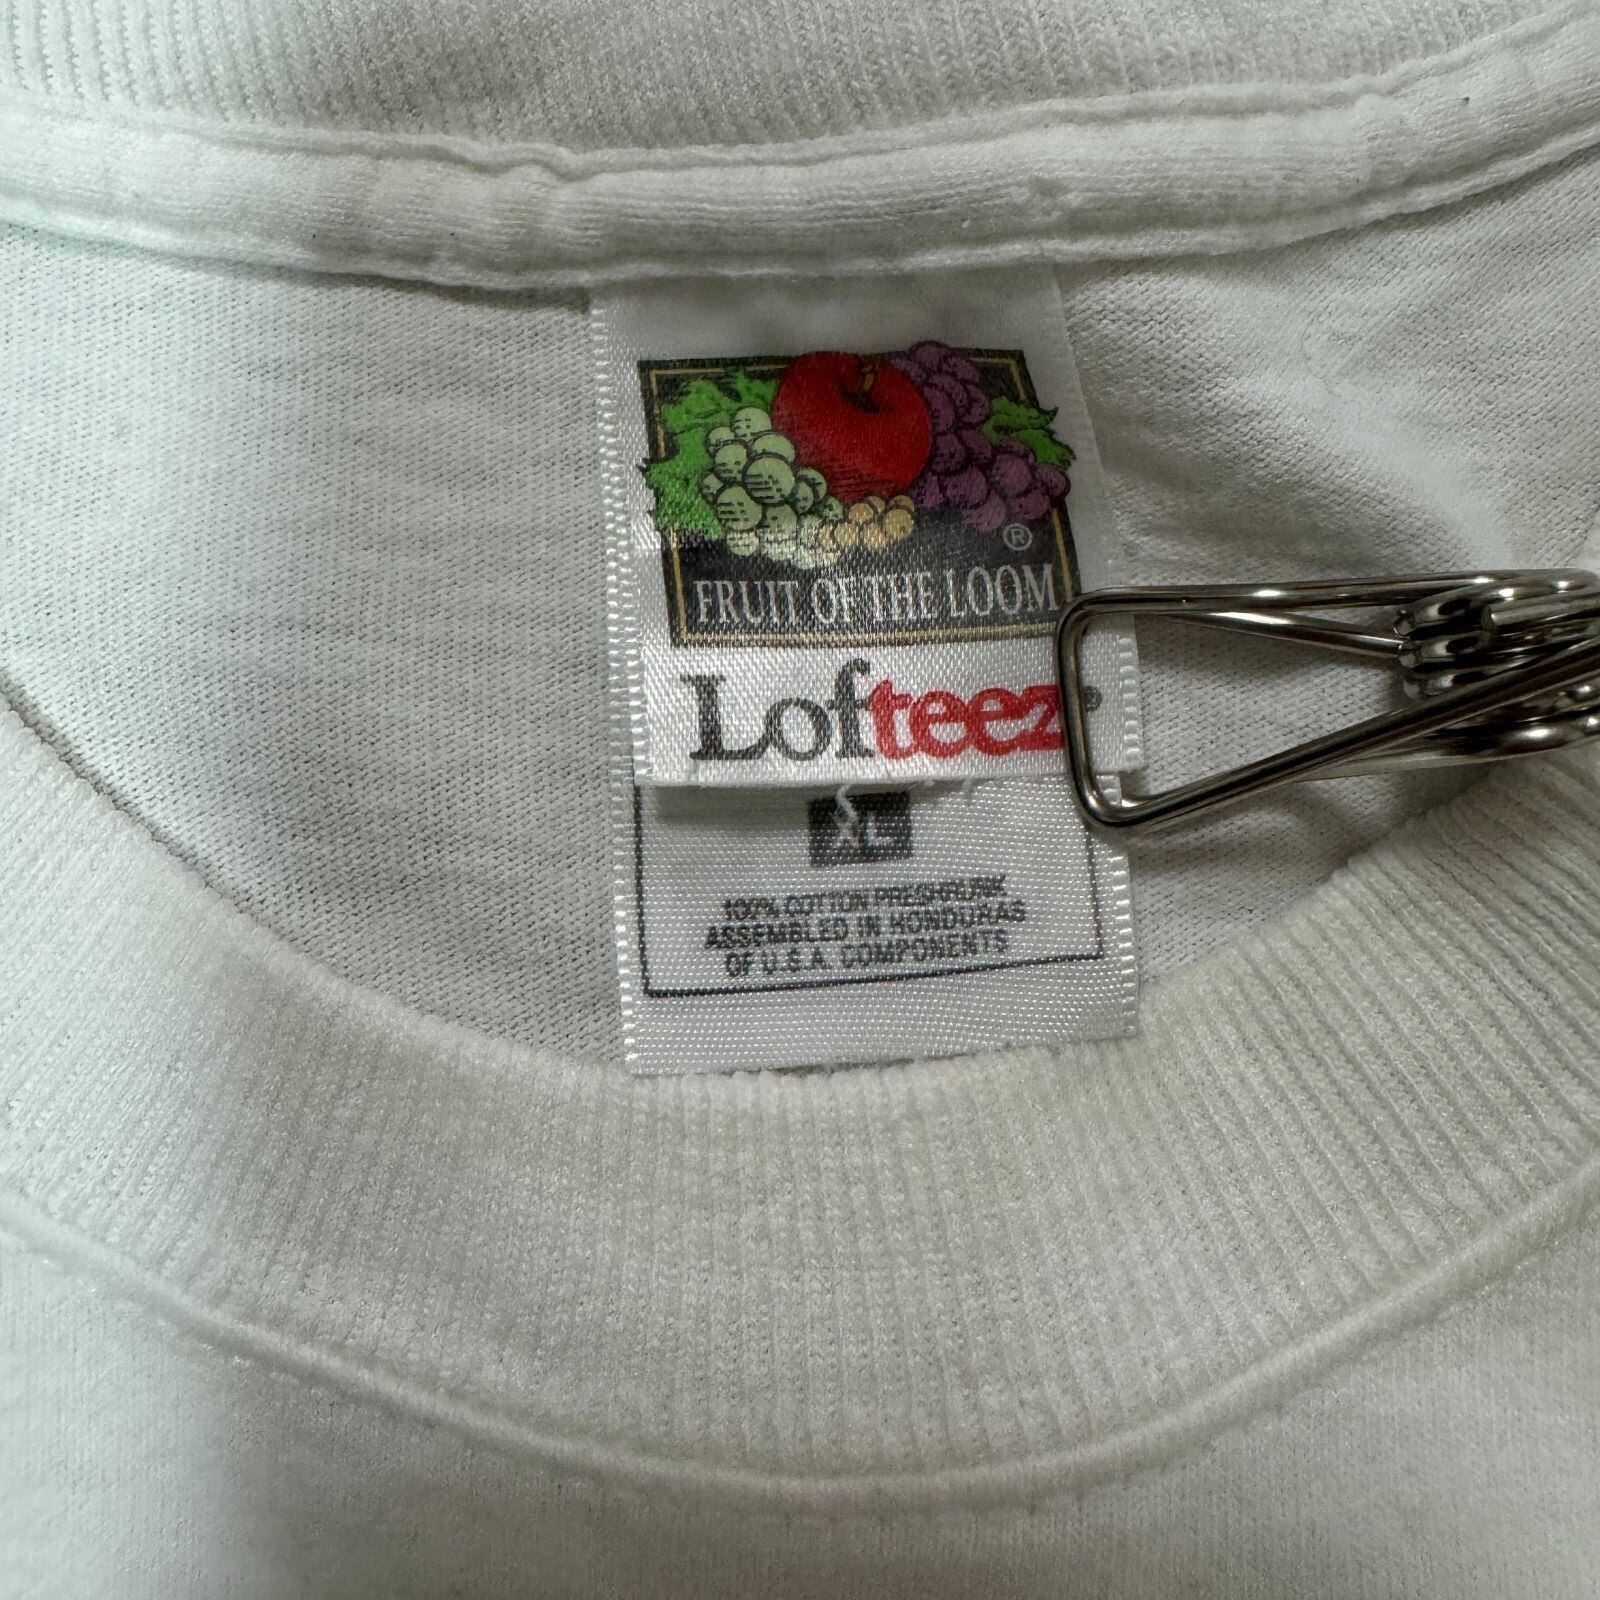 ®
FRUIT OF THE LOOM
Lofteez
XL
100% COTTON PRESHRUNK
ASSEMBLED IN HONDURAS
OF U.S.A. COMPONENTS